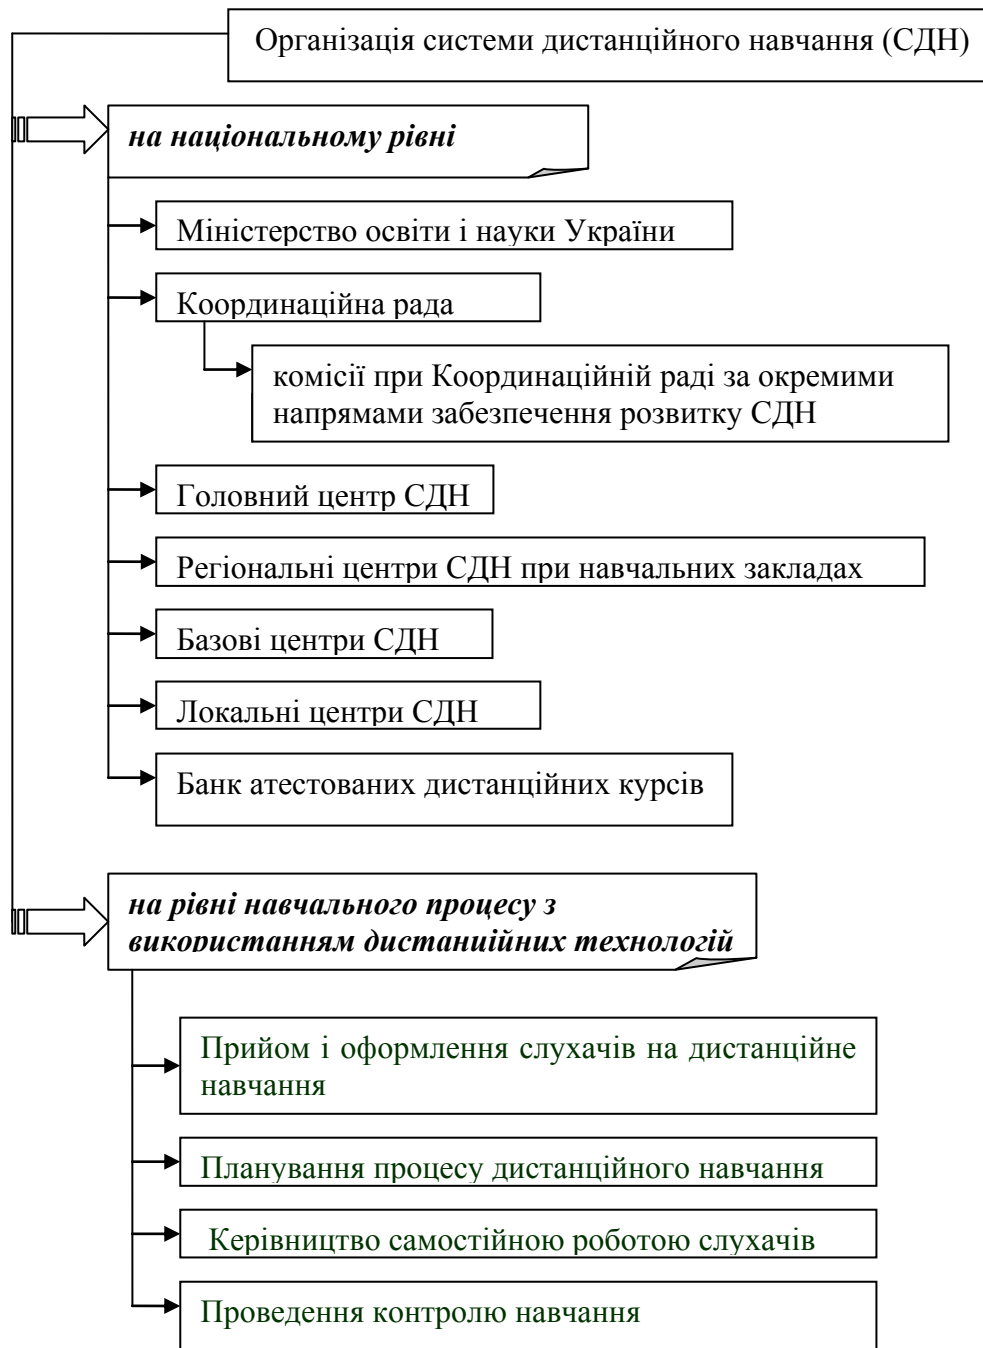 Організація системи дистанційного навчання (СДН)
на національному рівні
Міністерство освіти і науки України
Координаційна рада
комісії при Координаційній раді за окремими
напрямами забезпечення розвитку СДН
Головний центр СДН
Регіональні центри СДН при навчальних закладах
Базові центри СДН
Локальні центри СДН
Банк атестованих дистанційних курсів
на рівні навчального процесу з
використанням дистанційних технологій
Прийом і оформлення слухачів на дистанційне
навчання
Планування процесу дистанційного навчання
Керівництво самостійною роботою слухачів
Проведення контролю навчання